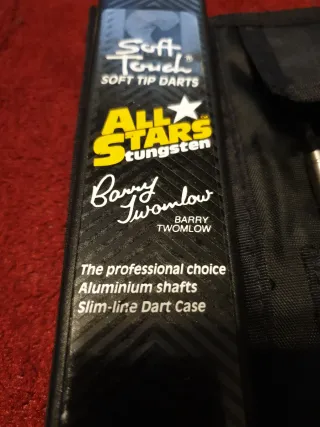 Soft
Touch®
SOFT TIP DARTS
ALL
STARS™
tungsten
Barry
Twomlow
BARRY
TWOMLOW
The professional choice
Aluminium shafts
Slim-line Dart Case